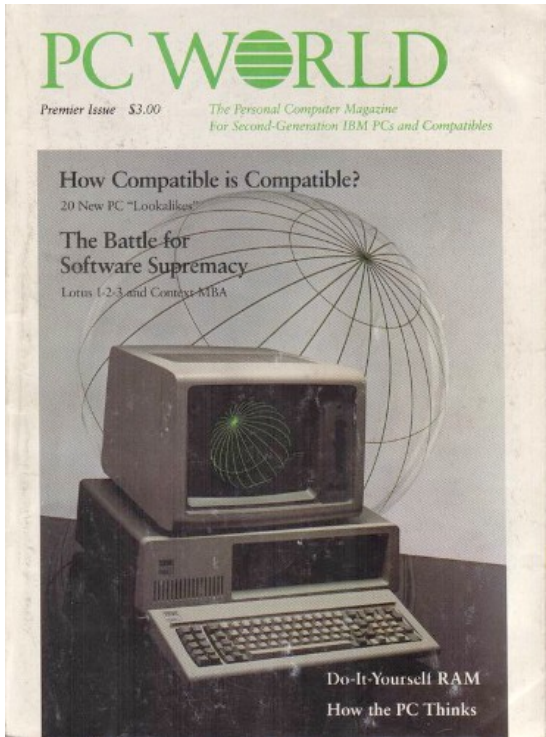 PC WORLD
Premier Issue $3.00
The Personal Computer Magazine
For Second-Generation IBM PCs and Compatibles
How Compatible is Compatible?
20 New PC "Lookalikes"
The Battle for
Software Supremacy
Lotus 1-2-3 and Context MBA
Do-It-Yourself RAM
How the PC Thinks